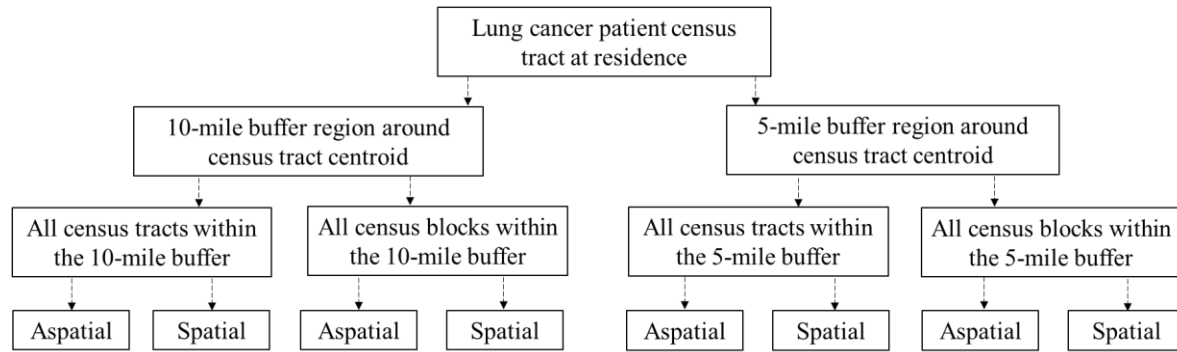 Lung cancer patient census
tract at residence
10-mile buffer region around
census tract centroid
5-mile buffer region around
census tract centroid
All census tracts within
the 10-mile buffer
All census blocks within
the 10-mile buffer
All census tracts within
the 5-mile buffer
All census blocks within
the 5-mile buffer
Aspatial
Spatial
Aspatial
Spatial
Aspatial
Spatial
Aspatial
Spatial